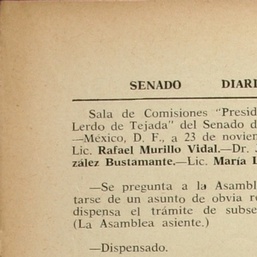 SENADO DIARI
Sala de Comisiones "Presid
Lerdo de Tejada" del Senado d
—México, D. F., a 23 de novien
Lic. Rafael Murillo Vidal.—Dr. J
zález Bustamante.—Lic. María L
—Se pregunta a la Asambl
tarse de un asunto de obvia re
dispensa el trámite de subse
(La Asamblea asiente.)
—Dispensado.